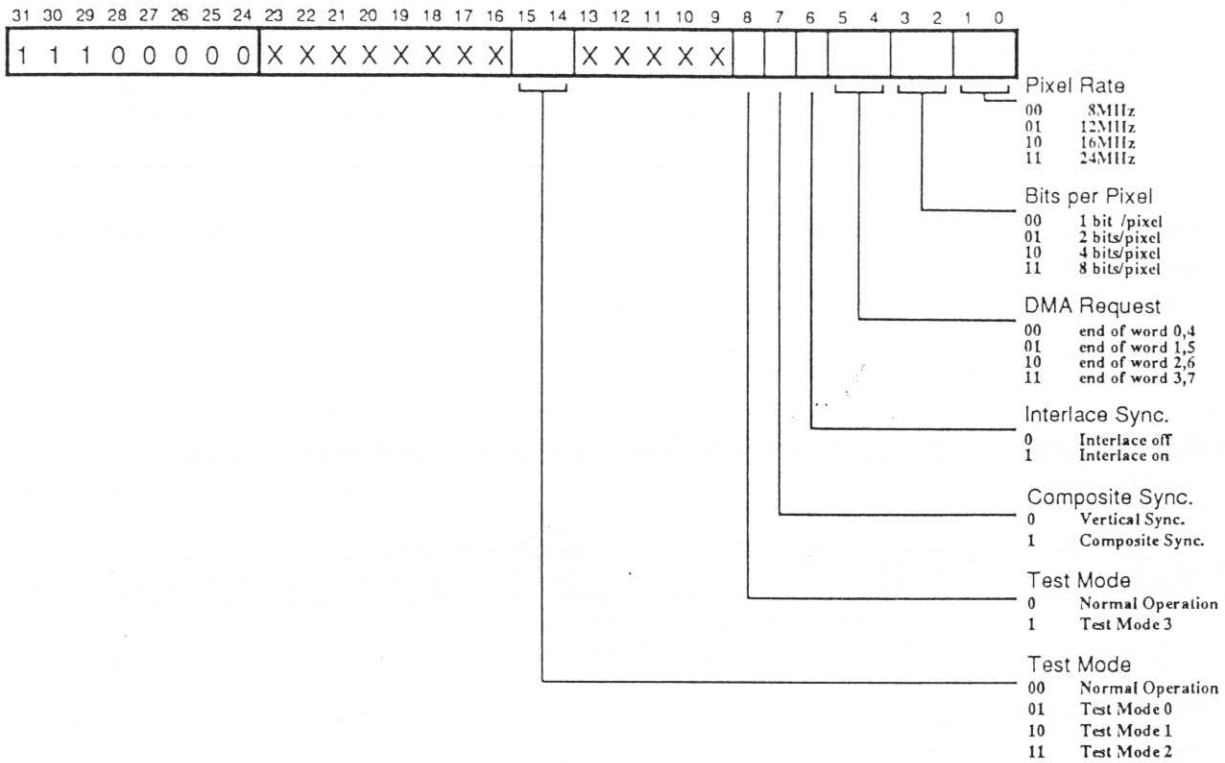 31 30 29 28 27 26 25 24 23 22 21 20 19 18 17 16 15 14 13 12 11 10 9 8 7 6 5 4 3 2 1 0
1 1 1 0 0 0 0 0 X X X X X X X X X X X X X
Pixel Rate
00 8MHz
01 12MHz
10 16MHz
11 24MHz
Bits per Pixel
00 1 bit /pixel
01 2 bits/pixel
10 4 bits/pixel
11 8 bits/pixel
DMA Request
00 end of word 0,4
01 end of word 1,5
10 end of word 2,6
11 end of word 3,7
Interlace Sync.
0 Interlace off
1 Interlace on
Composite Sync.
0 Vertical Sync.
1 Composite Sync.
Test Mode
0 Normal Operation
1 Test Mode 3
Test Mode
00 Normal Operation
01 Test Mode 0
10 Test Mode 1
11 Test Mode 2